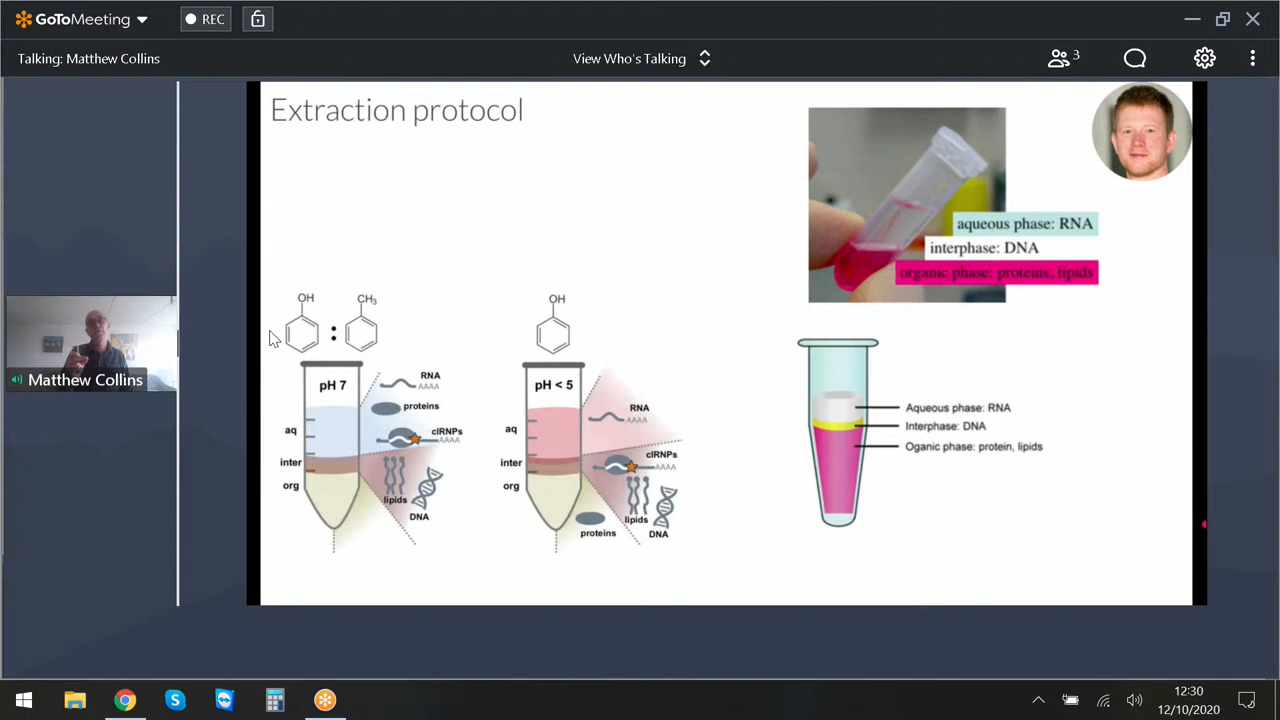 GoToMeeting
REC
Talking: Matthew Collins
View Who's Talking
3
Extraction protocol
aqueous phase: RNA
interphase: DNA
organic phase: proteins, lipids
OH
CH₃
:
pH 7
RNA
AAAA
proteins
aq
clRNPs
AAAA
inter
org
lipids
DNA
OH
pH < 5
RNA
AAAA
aq
clRNPs
AAAA
inter
org
lipids
proteins
DNA
Aqueous phase: RNA
Interphase: DNA
Oganic phase: protein, lipids
Matthew Collins
12:30
12/10/2020